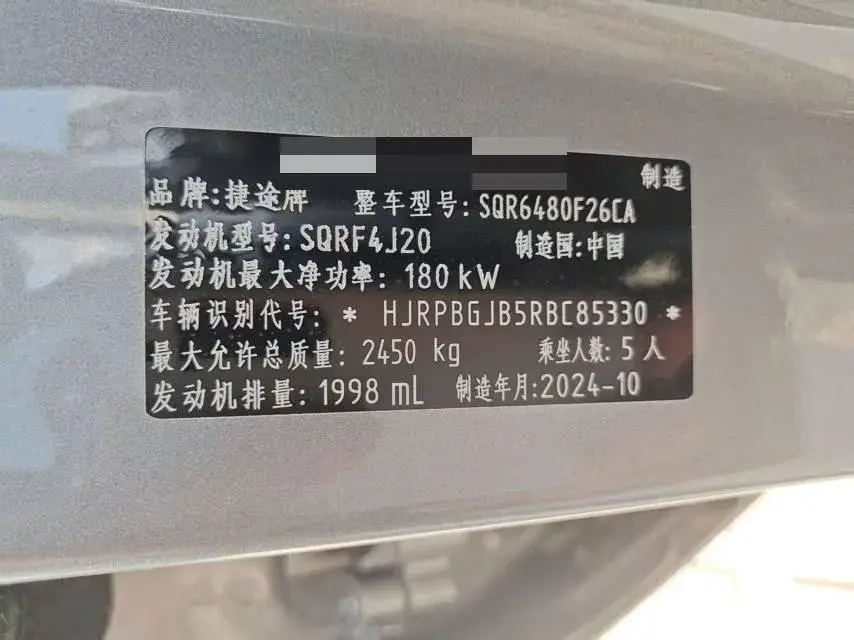 制造
品牌:捷途牌 整车型号:SQR6480F26CA
发动机型号:SQRF4J20 制造国:中国
发动机最大净功率: 180 kW
车辆识别代号: * HJRPBGJB5RBC85330 *
最大允许总质量: 2450 kg 乘坐人数: 5 人
发动机排量: 1998 mL 制造年月:2024-10